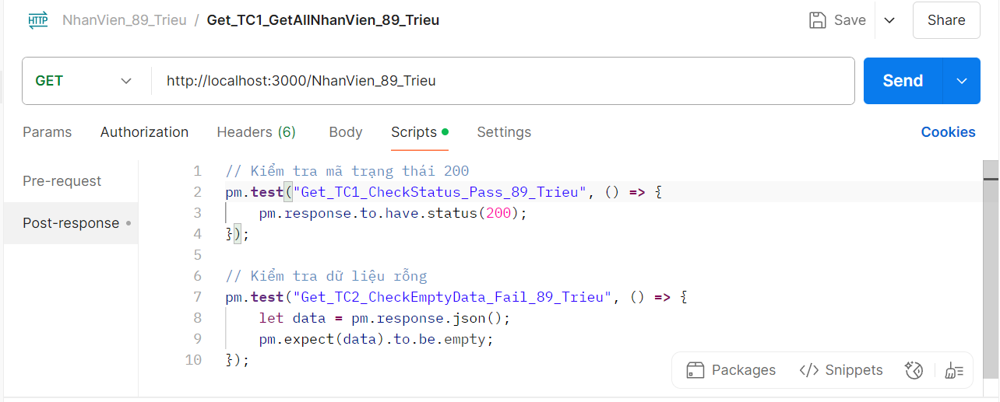 HTTP NhanVien_89_Trieu / Get_TC1_GetAllNhanVien_89_Trieu Save Share
GET http://localhost:3000/NhanVien_89_Trieu Send
Params Authorization Headers (6) Body Scripts Settings Cookies
Pre-request
Post-response
1 // Kiểm tra mã trạng thái 200
2 pm.test("Get_TC1_CheckStatus_Pass_89_Trieu", () => {
3 pm.response.to.have.status(200);
4 });
5
6 // Kiểm tra dữ liệu rỗng
7 pm.test("Get_TC2_CheckEmptyData_Fail_89_Trieu", () => {
8 let data = pm.response.json();
9 pm.expect(data).to.be.empty;
10 });
Packages </> Snippets